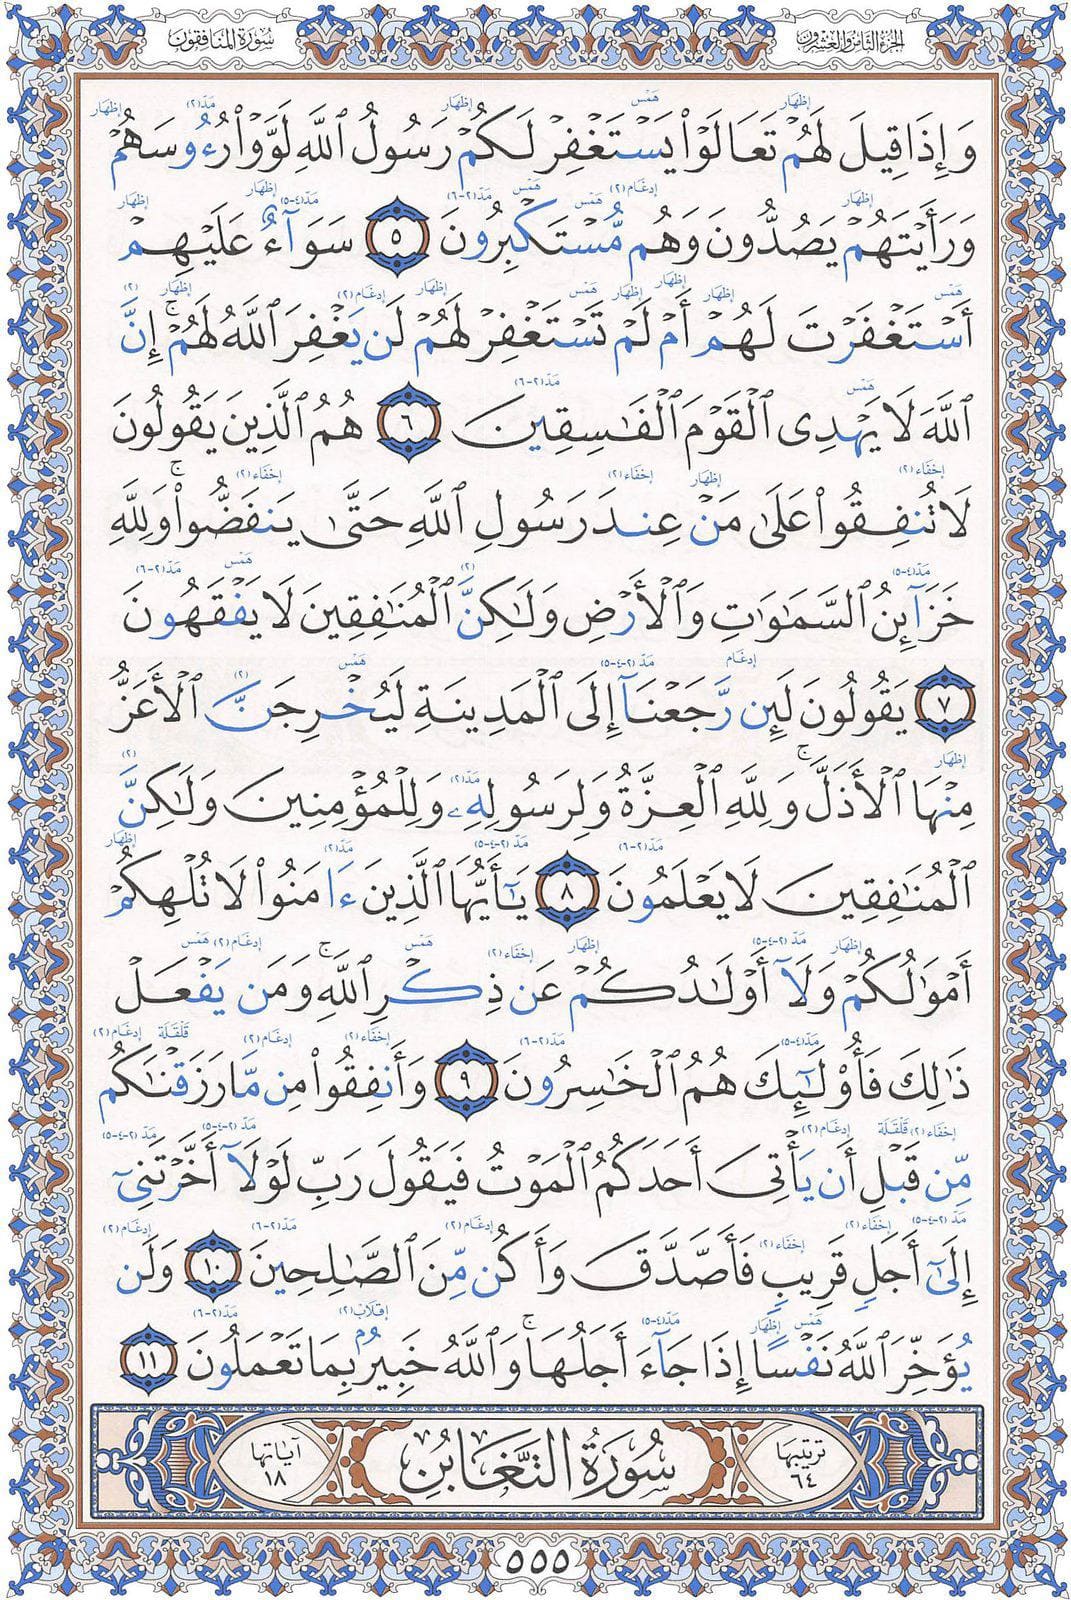 الجزء الثامن والعشرون
سورة المنافقون
وَإِذَا قِيلَ لَهُمْ تَعَالَوْا۟ يَسْتَغْفِرْ لَكُمْ رَسُولُ ٱللَّهِ لَوَّوْا۟ رُءُوسَهُمْ
وَرَأَيْتَهُمْ يَصُدُّونَ وَهُم مُّسْتَكْبِرُونَ ٥ سَوَآءٌ عَلَيْهِمْ
أَسْتَغْفَرْتَ لَهُمْ أَمْ لَمْ تَسْتَغْفِرْ لَهُمْ لَن يَغْفِرَ ٱللَّهُ لَهُمْ ۚ إِنَّ
ٱللَّهَ لَا يَهْدِى ٱلْقَوْمَ ٱلْفَـٰسِقِينَ ٦ هُمُ ٱلَّذِينَ يَقُولُونَ
لَا تُنفِقُوا۟ عَلَىٰ مَنْ عِندَ رَسُولِ ٱللَّهِ حَتَّىٰ يَنفَضُّوا۟ ۗ وَلِلَّهِ
خَزَآئِنُ ٱلسَّمَـٰوَٰتِ وَٱلْأَرْضِ وَلَـٰكِنَّ ٱلْمُنَـٰفِقِينَ لَا يَفْقَهُونَ
٧ يَقُولُونَ لَئِن رَّجَعْنَآ إِلَى ٱلْمَدِينَةِ لَيُخْرِجَنَّ ٱلْأَعَزُّ
مِنْهَا ٱلْأَذَلَّ ۚ وَلِلَّهِ ٱلْعِزَّةُ وَلِرَسُولِهِۦ وَلِلْمُؤْمِنِينَ وَلَـٰكِنَّ
ٱلْمُنَـٰفِقِينَ لَا يَعْلَمُونَ ٨ يَـٰٓأَيُّهَا ٱلَّذِينَ ءَامَنُوا۟ لَا تُلْهِكُمْ
أَمْوَٰلُكُمْ وَلَآ أَوْلَـٰدُكُمْ عَن ذِكْرِ ٱللَّهِ ۚ وَمَن يَفْعَلْ
ذَٰلِكَ فَأُو۟لَـٰٓئِكَ هُمُ ٱلْخَـٰسِرُونَ ٩ وَأَنفِقُوا۟ مِن مَّا رَزَقْنَـٰكُم
مِّن قَبْلِ أَن يَأْتِىَ أَحَدَكُمُ ٱلْمَوْتُ فَيَقُولَ رَبِّ لَوْلَآ أَخَّرْتَنِىٓ
إِلَىٰٓ أَجَلٍ قَرِيبٍ فَأَصَّدَّقَ وَأَكُن مِّنَ ٱلصَّـٰلِحِينَ ١٠ وَلَن
يُؤَخِّرَ ٱللَّهُ نَفْسًا إِذَا جَآءَ أَجَلُهَا ۚ وَٱللَّهُ خَبِيرٌۢ بِمَا تَعْمَلُونَ ١١
ترتيبها ٦٤
سُورَةُ التَّغَابُنِ
آياتها ١٨
٥٥٥